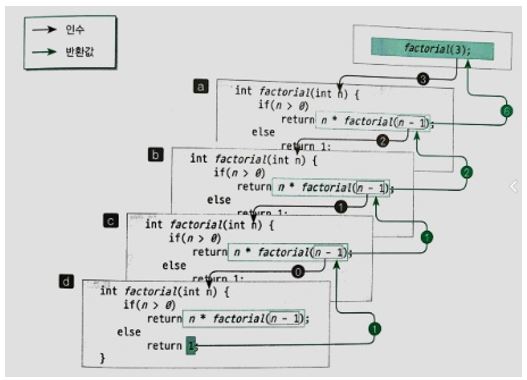 인수
반환값
factorial(3);
3
a
int factorial(int n) {
if(n > 0)
return n * factorial(n - 1);
else
return 1;
6
2
b
int factorial(int n) {
if(n > 0)
return n * factorial(n - 1);
else
return 1;
2
1
c
int factorial(int n) {
if(n > 0)
return n * factorial(n - 1);
else
return 1;
1
0
d
int factorial(int n) {
if(n > 0)
return n * factorial(n - 1);
else
return 1;
}
1